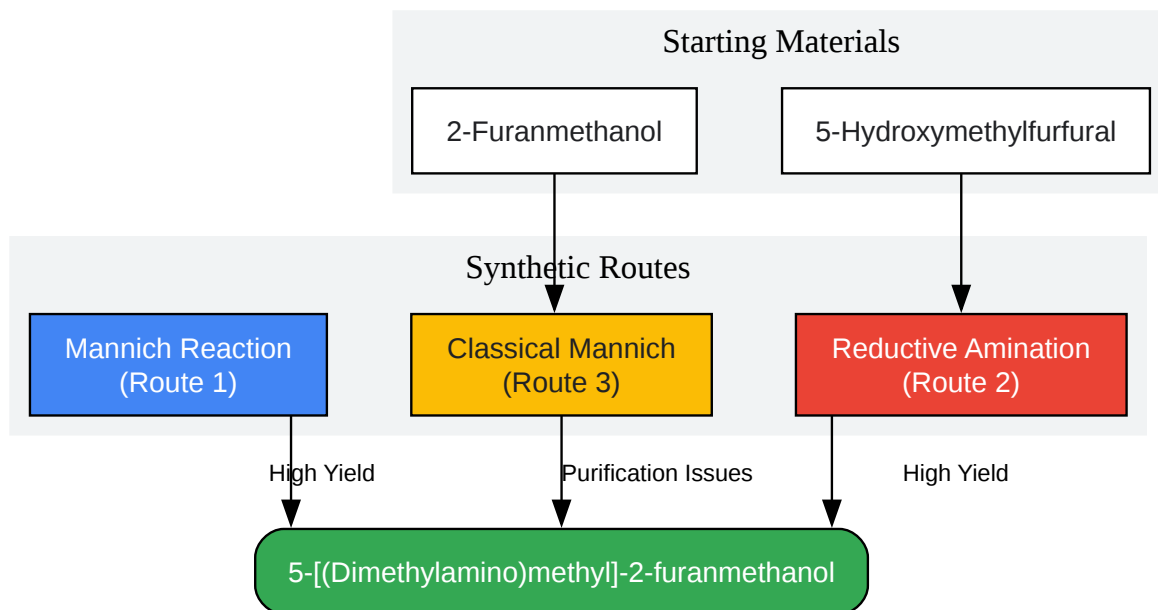 Starting Materials
2-Furanmethanol
5-Hydroxymethylfurfural
Synthetic Routes
Mannich Reaction
(Route 1)
Classical Mannich
(Route 3)
Reductive Amination
(Route 2)
High Yield
Purification Issues
High Yield
5-[(Dimethylamino)methyl]-2-furanmethanol